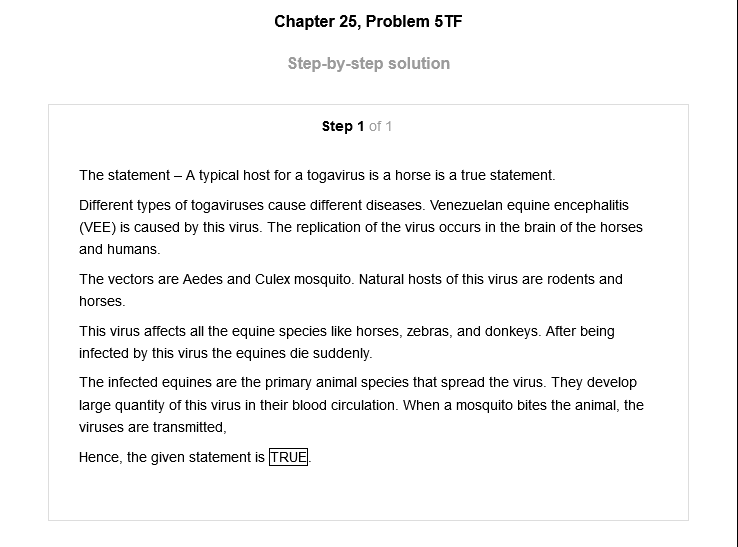 Chapter 25, Problem 5TF
Step-by-step solution
Step 1 of 1
The statement – A typical host for a togavirus is a horse is a true statement.
Different types of togaviruses cause different diseases. Venezuelan equine encephalitis
(VEE) is caused by this virus. The replication of the virus occurs in the brain of the horses
and humans.
The vectors are Aedes and Culex mosquito. Natural hosts of this virus are rodents and
horses.
This virus affects all the equine species like horses, zebras, and donkeys. After being
infected by this virus the equines die suddenly.
The infected equines are the primary animal species that spread the virus. They develop
large quantity of this virus in their blood circulation. When a mosquito bites the animal, the
viruses are transmitted,
Hence, the given statement is TRUE.